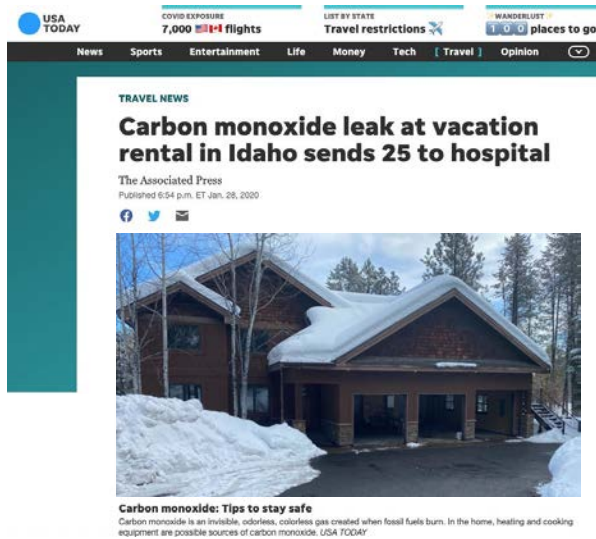 USA
TODAY
COVID EXPOSURE
7,000 🇺🇸🇨🇦 flights
LIST BY STATE
Travel restrictions ✈️
✨WANDERLUST✨
1️⃣0️⃣0️⃣ places to go
News Sports Entertainment Life Money Tech [ Travel ] Opinion
TRAVEL NEWS
Carbon monoxide leak at vacation
rental in Idaho sends 25 to hospital
The Associated Press
Published 6:54 p.m. ET Jan. 28, 2020
Carbon monoxide: Tips to stay safe
Carbon monoxide is an invisible, odorless, colorless gas created when fossil fuels burn. In the home, heating and cooking
equipment are possible sources of carbon monoxide. USA TODAY